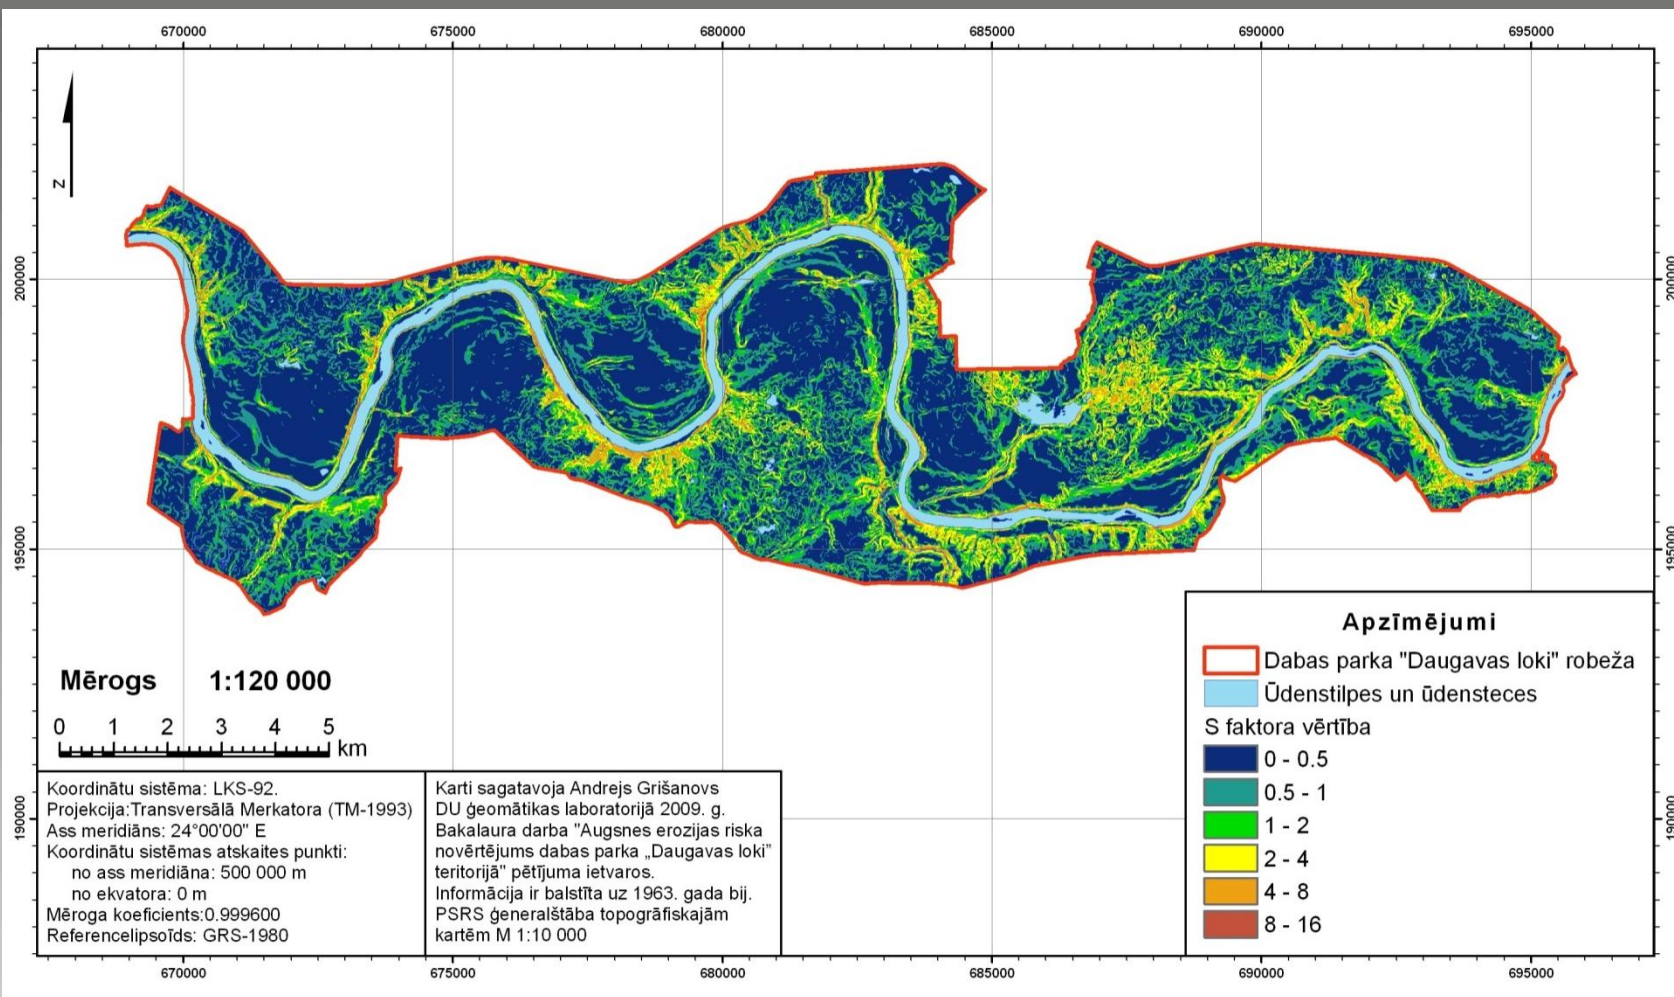 670000 675000 680000 685000 690000 695000
Z
200000 200000
195000 195000
190000 190000
Mērogs 1:120 000
0 1 2 3 4 5 km
Koordinātu sistēma: LKS-92.
Projekcija:Transversālā Merkatora (TM-1993)
Ass meridiāns: 24°00'00" E
Koordinātu sistēmas atskaites punkti:
no ass meridiāna: 500 000 m
no ekvatora: 0 m
Mēroga koeficients:0.999600
Referencelipsoīds: GRS-1980
Karti sagatavoja Andrejs Grišanovs
DU ģeomātikas laboratorijā 2009. g.
Bakalaura darba "Augsnes erozijas riska
novērtējums dabas parka „Daugavas loki"
teritorijā" pētījuma ietvaros.
Informācija ir balstīta uz 1963. gada bij.
PSRS ģeneralštāba topogrāfiskajām
kartēm M 1:10 000
Apzīmējumi
Dabas parka "Daugavas loki" robeža
Ūdenstilpes un ūdensteces
S faktora vērtība
0 - 0.5
0.5 - 1
1 - 2
2 - 4
4 - 8
8 - 16
670000 675000 680000 685000 690000 695000